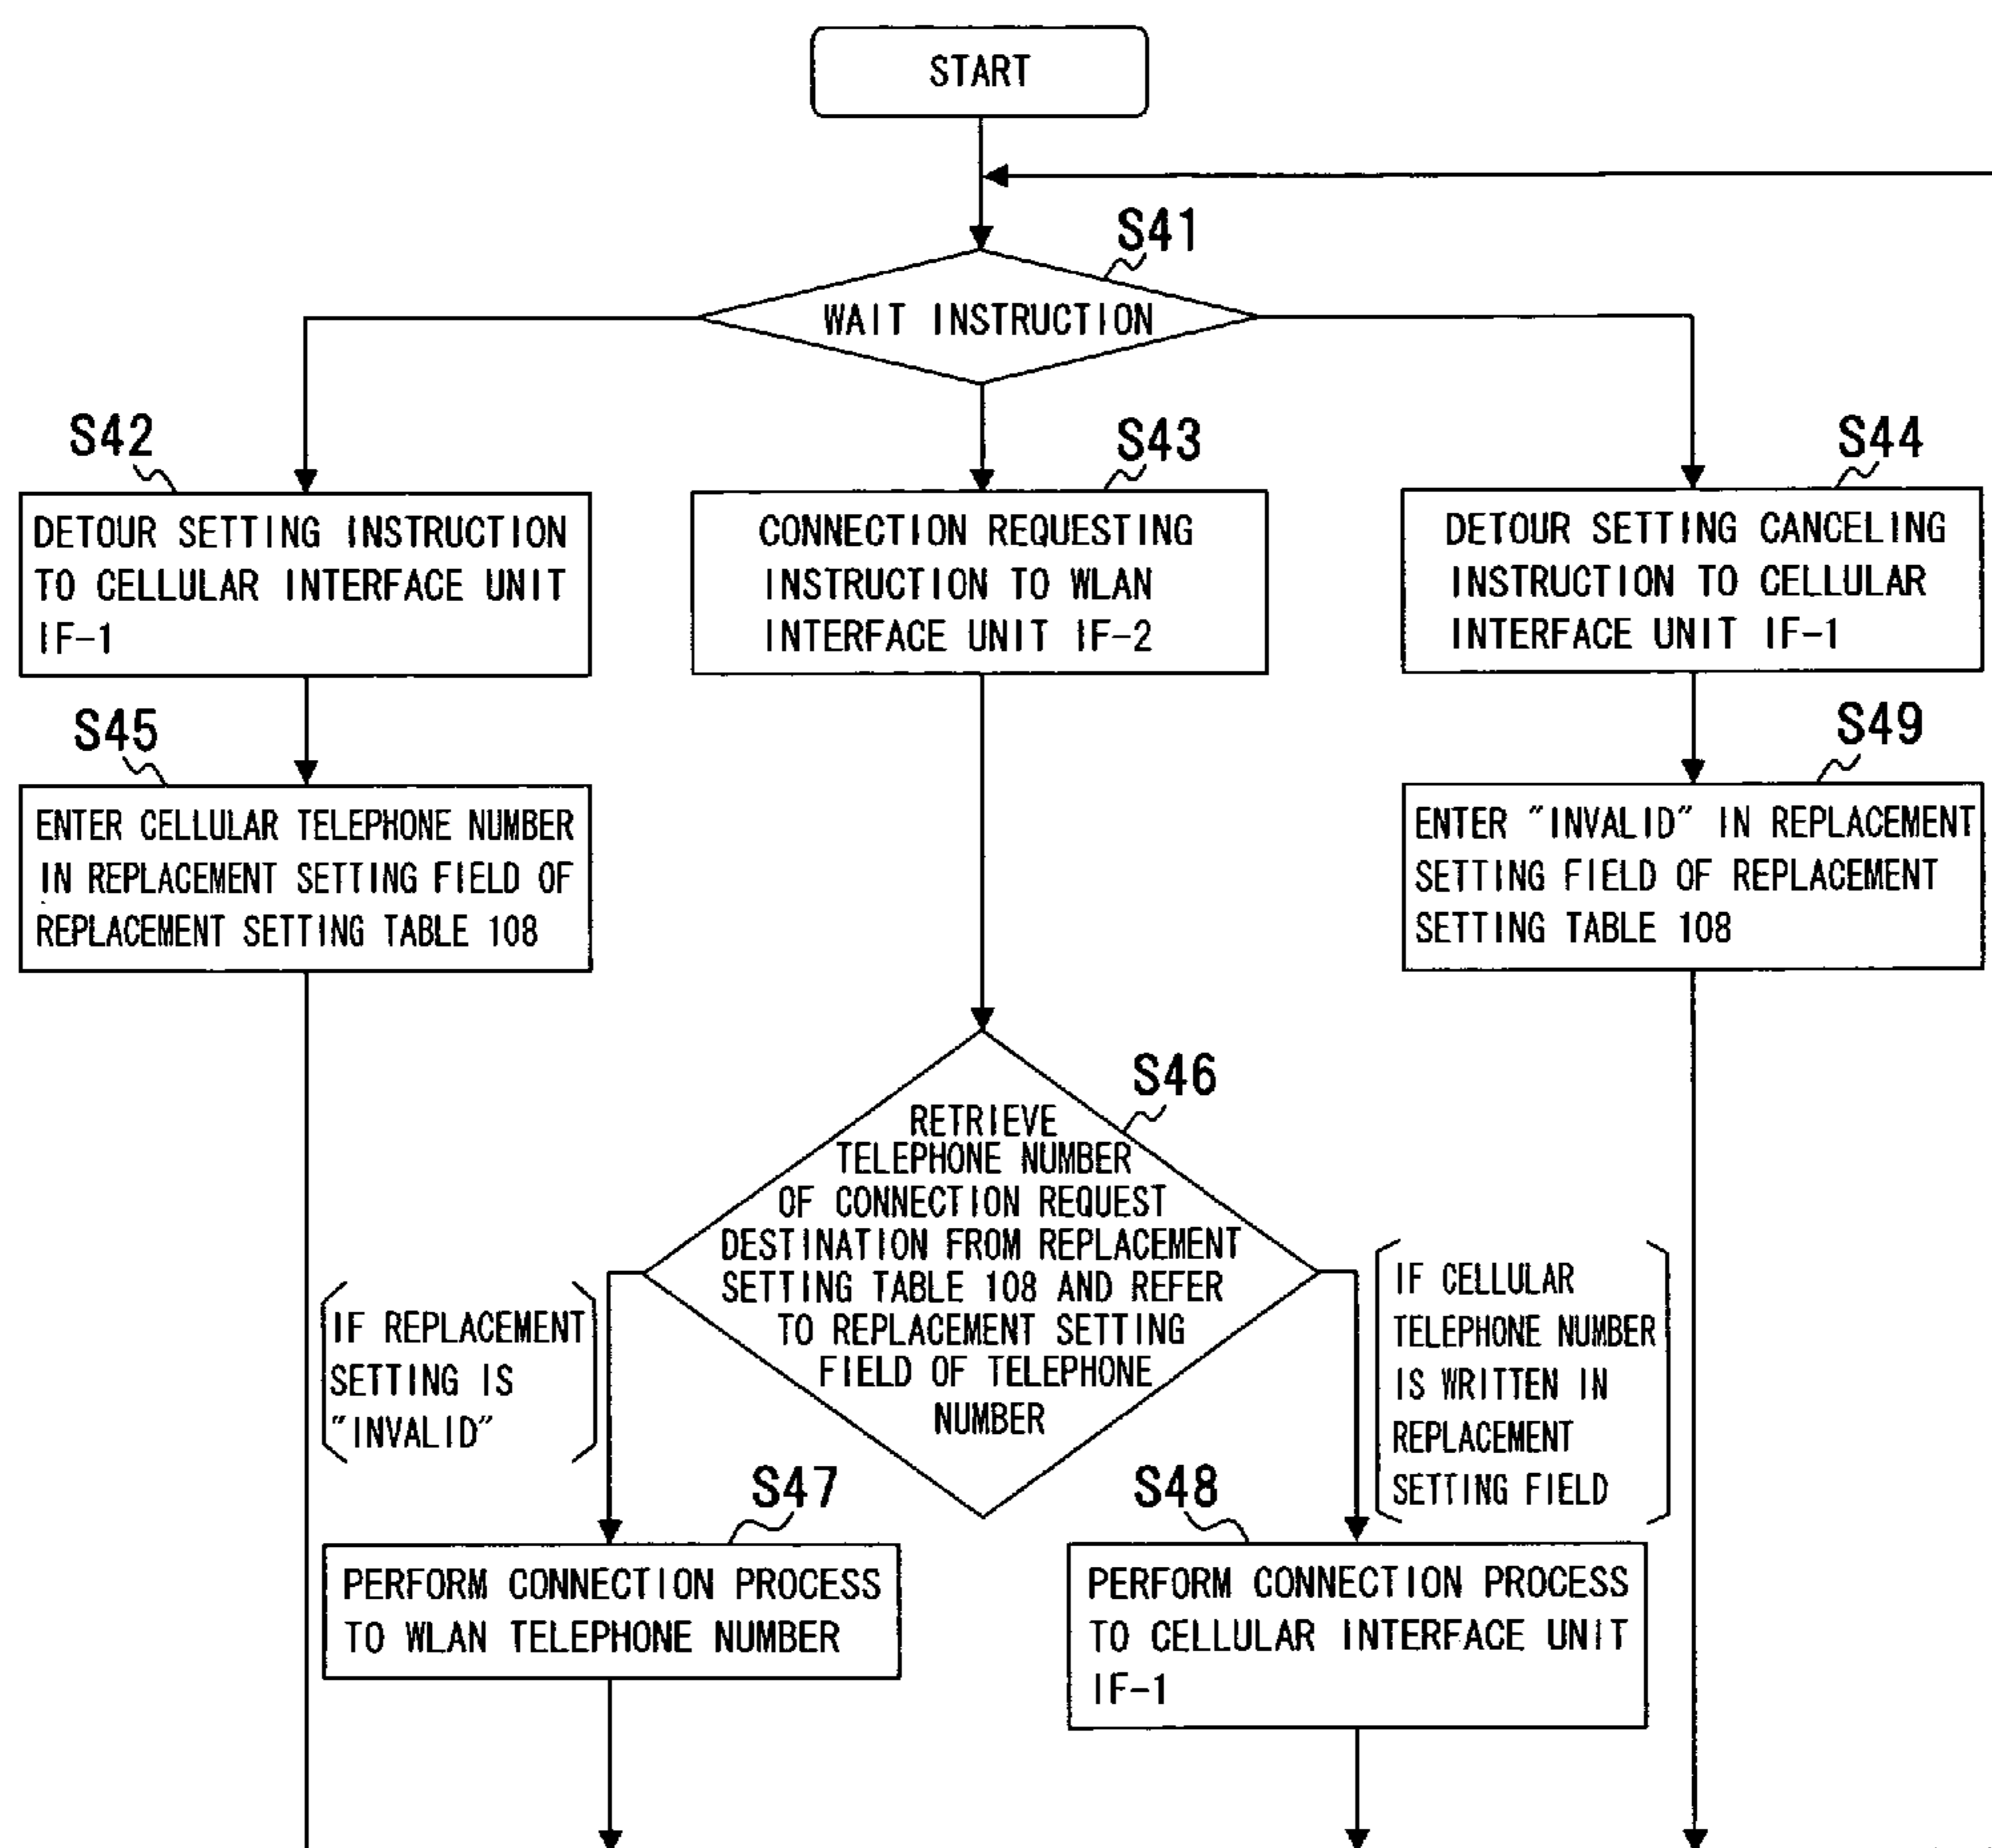 START
S41
WAIT INSTRUCTION
S42
DETOUR SETTING INSTRUCTION
TO CELLULAR INTERFACE UNIT
IF-1
S43
CONNECTION REQUESTING
INSTRUCTION TO WLAN
INTERFACE UNIT IF-2
S44
DETOUR SETTING CANCELING
INSTRUCTION TO CELLULAR
INTERFACE UNIT IF-1
S45
ENTER CELLULAR TELEPHONE NUMBER
IN REPLACEMENT SETTING FIELD OF
REPLACEMENT SETTING TABLE 108
S49
ENTER "INVALID" IN REPLACEMENT
SETTING FIELD OF REPLACEMENT
SETTING TABLE 108
S46
RETRIEVE
TELEPHONE NUMBER
OF CONNECTION REQUEST
DESTINATION FROM REPLACEMENT
SETTING TABLE 108 AND REFER
TO REPLACEMENT SETTING
FIELD OF TELEPHONE
NUMBER
IF REPLACEMENT
SETTING IS
"INVALID"
IF CELLULAR
TELEPHONE NUMBER
IS WRITTEN IN
REPLACEMENT
SETTING FIELD
S47
PERFORM CONNECTION PROCESS
TO WLAN TELEPHONE NUMBER
S48
PERFORM CONNECTION PROCESS
TO CELLULAR INTERFACE UNIT
IF-1